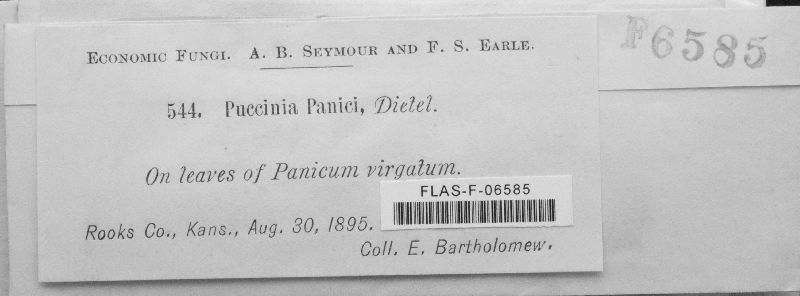 ECONOMIC FUNGI. A. B. SEYMOUR AND F. S. EARLE.
F6585
544. Puccinia Panici, Dietel.
On leaves of Panicum virgatum.
FLAS-F-06585
Rooks Co., Kans., Aug. 30, 1895.
Coll. E. Bartholomew.